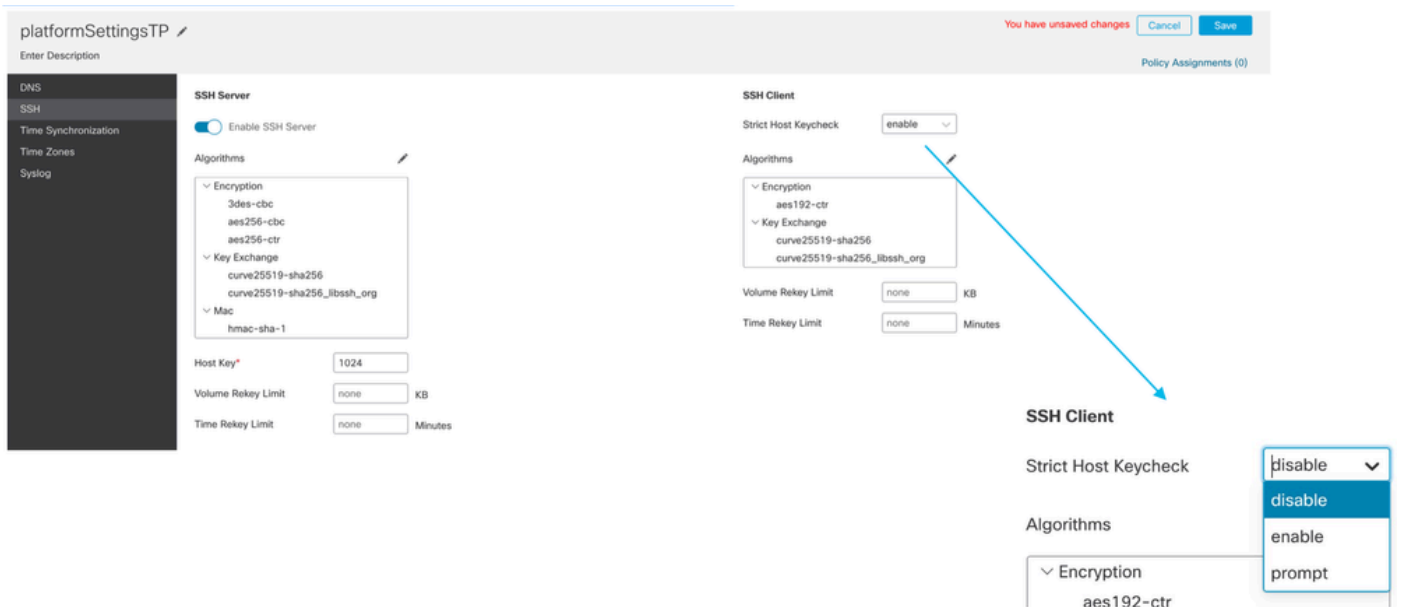 platformSettingsTP
You have unsaved changes Cancel Save
Enter Description
Policy Assignments (0)
DNS
SSH
Time Synchronization
Time Zones
Syslog
SSH Server
Enable SSH Server
Algorithms
Encryption
3des-cbc
aes256-cbc
aes256-ctr
Key Exchange
curve25519-sha256
curve25519-sha256_libssh_org
Mac
hmac-sha-1
Host Key* 1024
Volume Rekey Limit none KB
Time Rekey Limit none Minutes
SSH Client
Strict Host Keycheck enable
Algorithms
Encryption
aes192-ctr
Key Exchange
curve25519-sha256
curve25519-sha256_libssh_org
Volume Rekey Limit none KB
Time Rekey Limit none Minutes
SSH Client
Strict Host Keycheck disable
disable
enable
prompt
Algorithms
Encryption
aes192-ctr